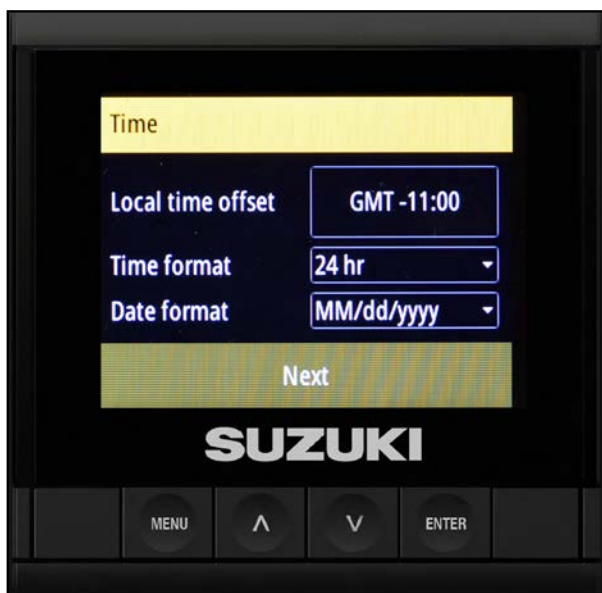 Time
Local time offset GMT -11:00
Time format 24 hr
Date format MM/dd/yyyy
Next
SUZUKI
MENU ∧ ∨ ENTER